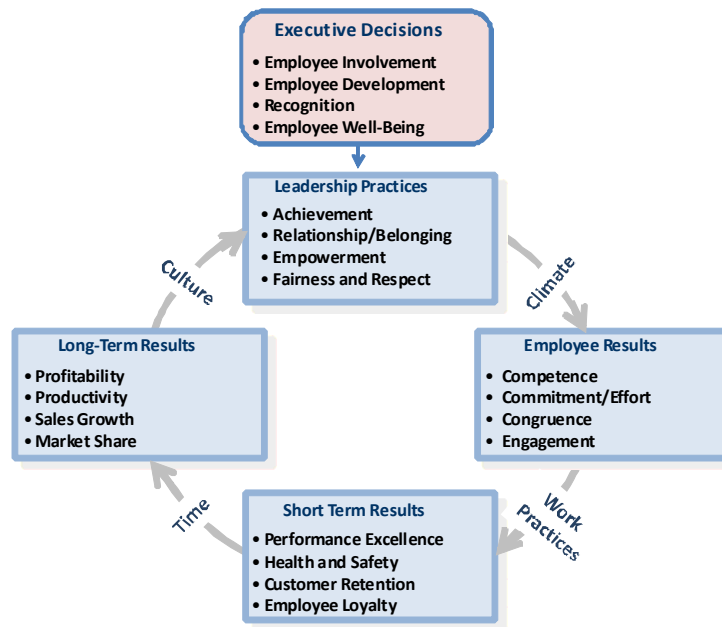 Executive Decisions
• Employee Involvement
• Employee Development
• Recognition
• Employee Well-Being
Leadership Practices
• Achievement
• Relationship/Belonging
• Empowerment
• Fairness and Respect
Culture
Climate
Long-Term Results
• Profitability
• Productivity
• Sales Growth
• Market Share
Employee Results
• Competence
• Commitment/Effort
• Congruence
• Engagement
Time
Work
Practices
Short Term Results
• Performance Excellence
• Health and Safety
• Customer Retention
• Employee Loyalty